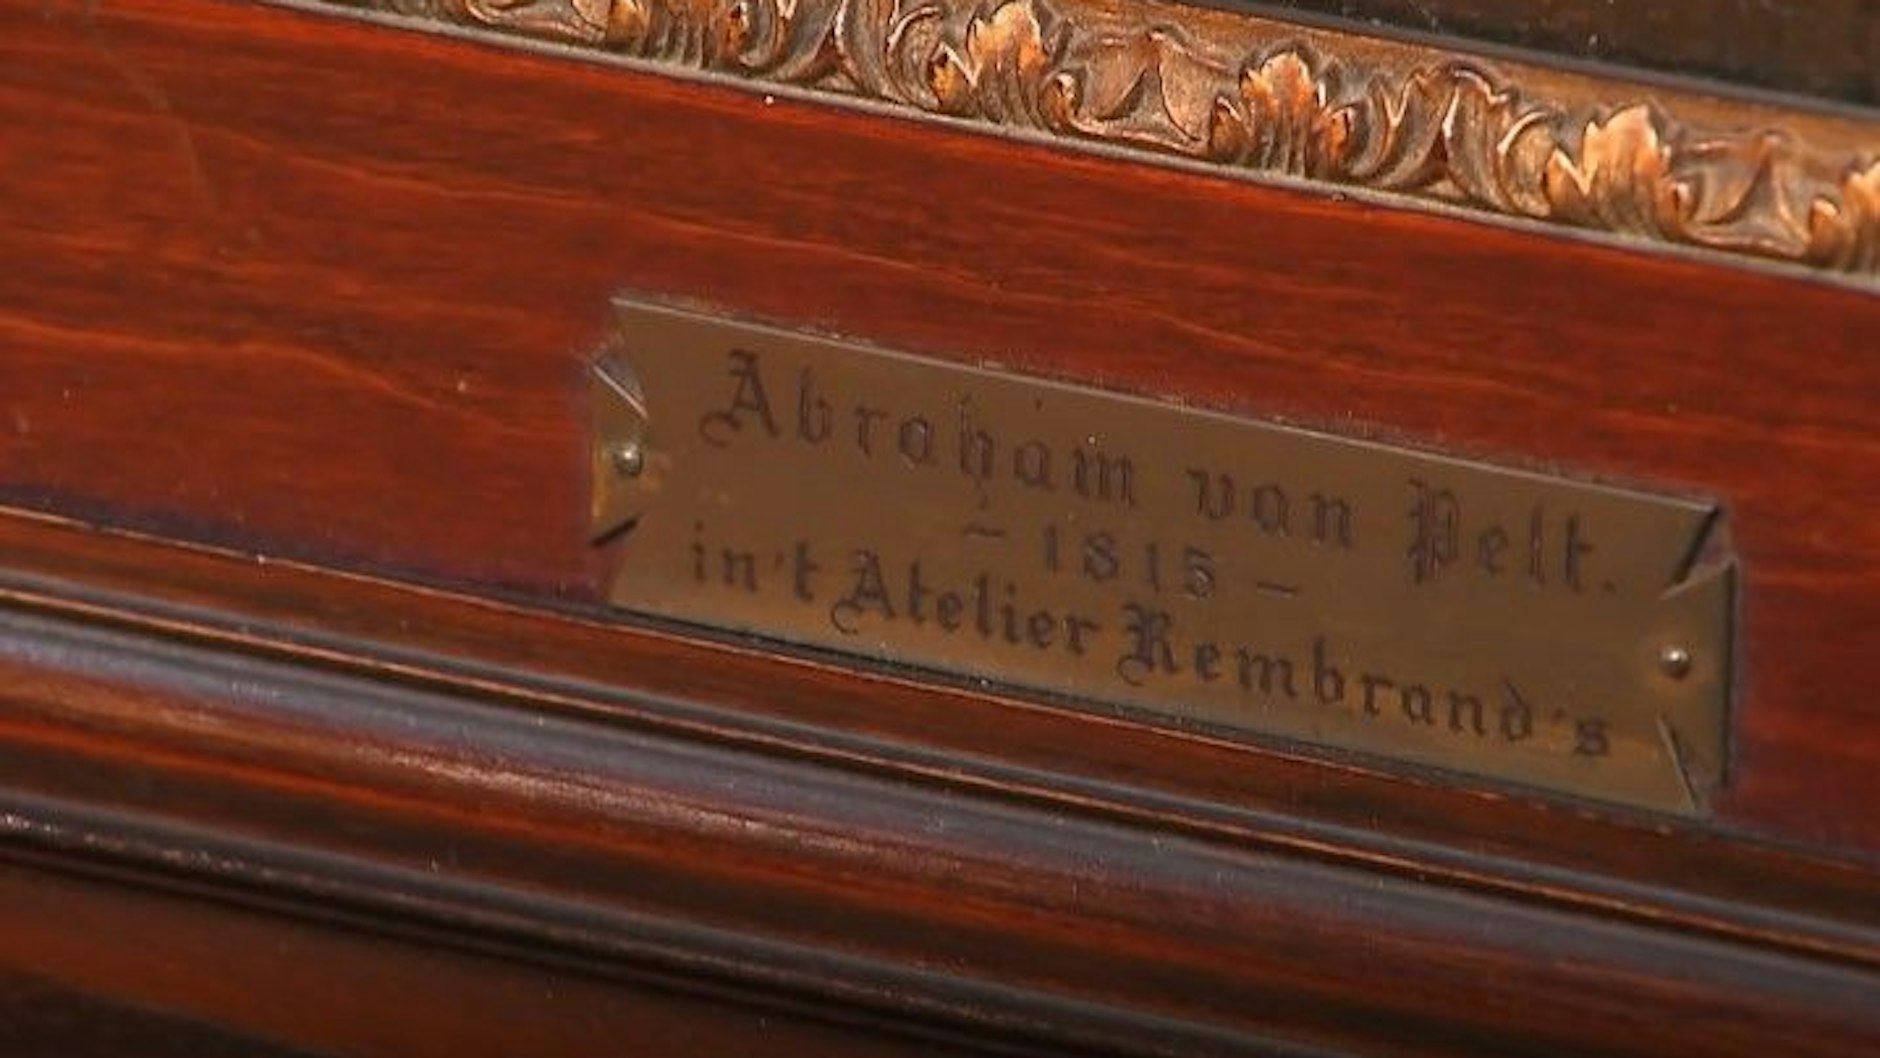 Abraham van Pelt.
- 1815 -
in't Atelier Rembrand's